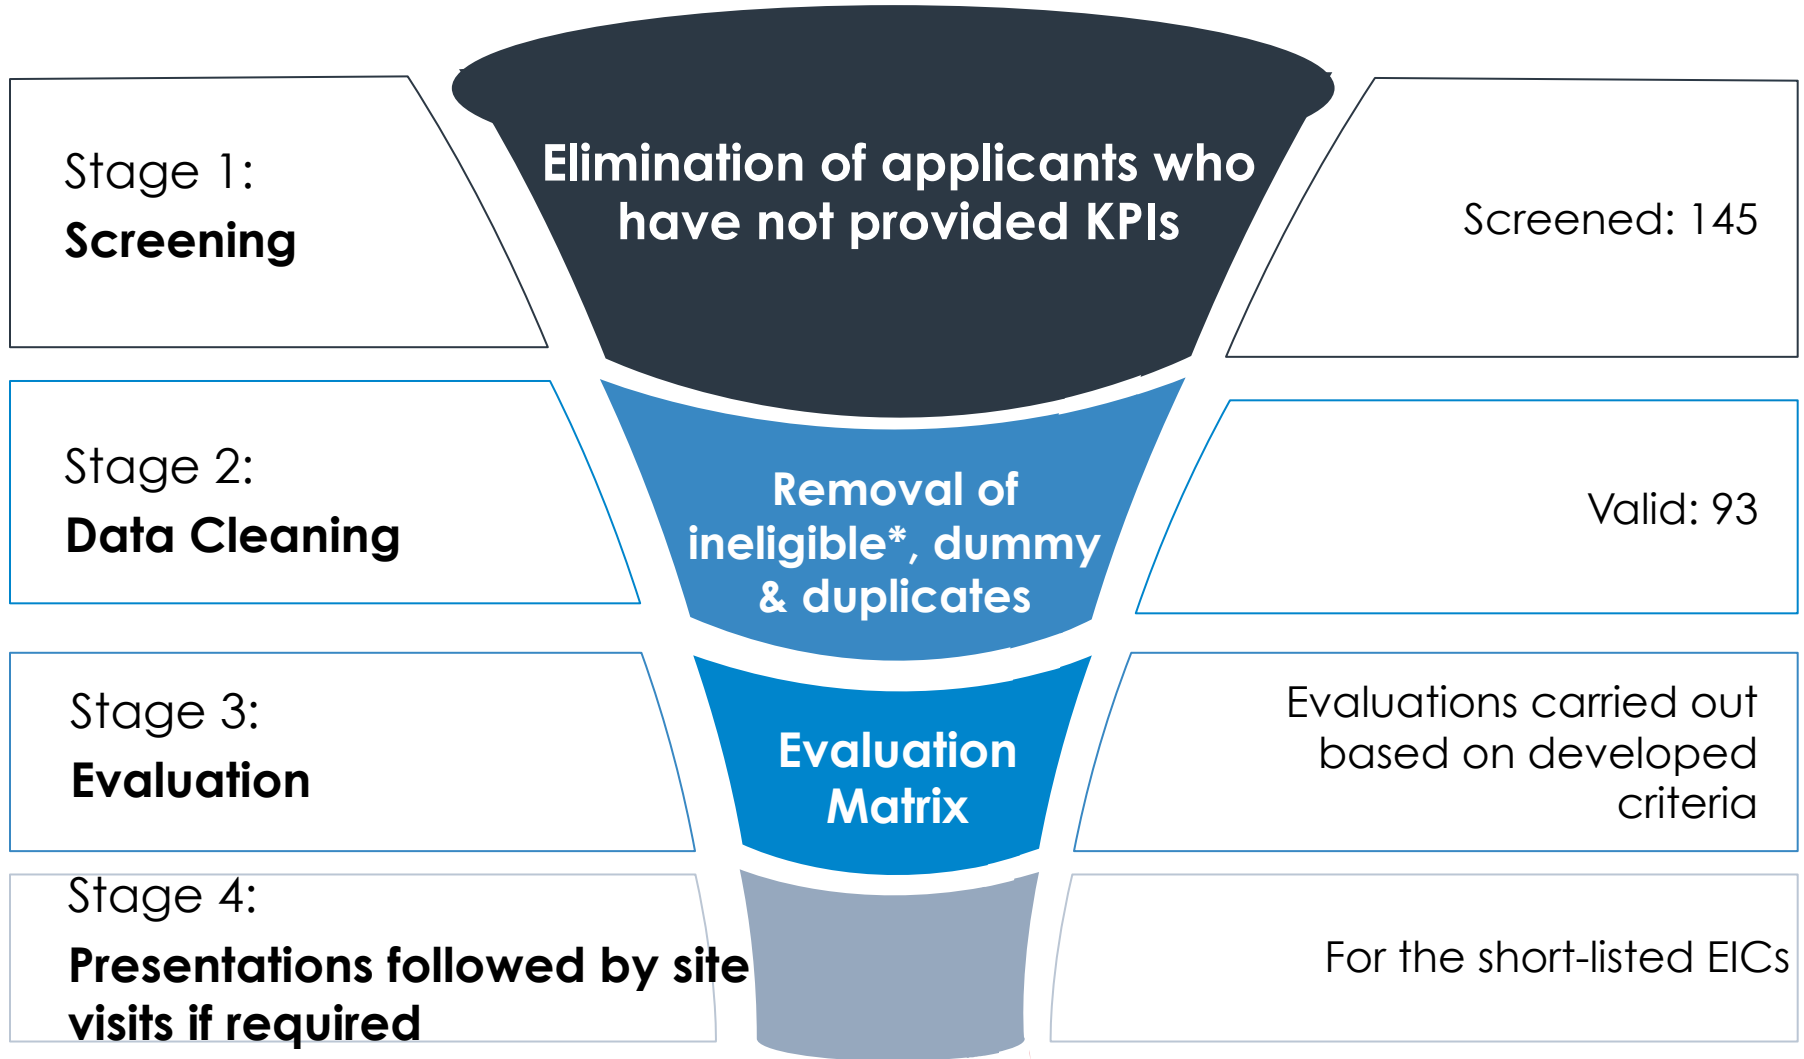 Stage 1:
Screening
Elimination of applicants who
have not provided KPIs
Screened: 145
Stage 2:
Data Cleaning
Removal of
ineligible*, dummy
& duplicates
Valid: 93
Stage 3:
Evaluation
Evaluation
Matrix
Evaluations carried out
based on developed
criteria
Stage 4:
Presentations followed by site
visits if required
For the short-listed EICs